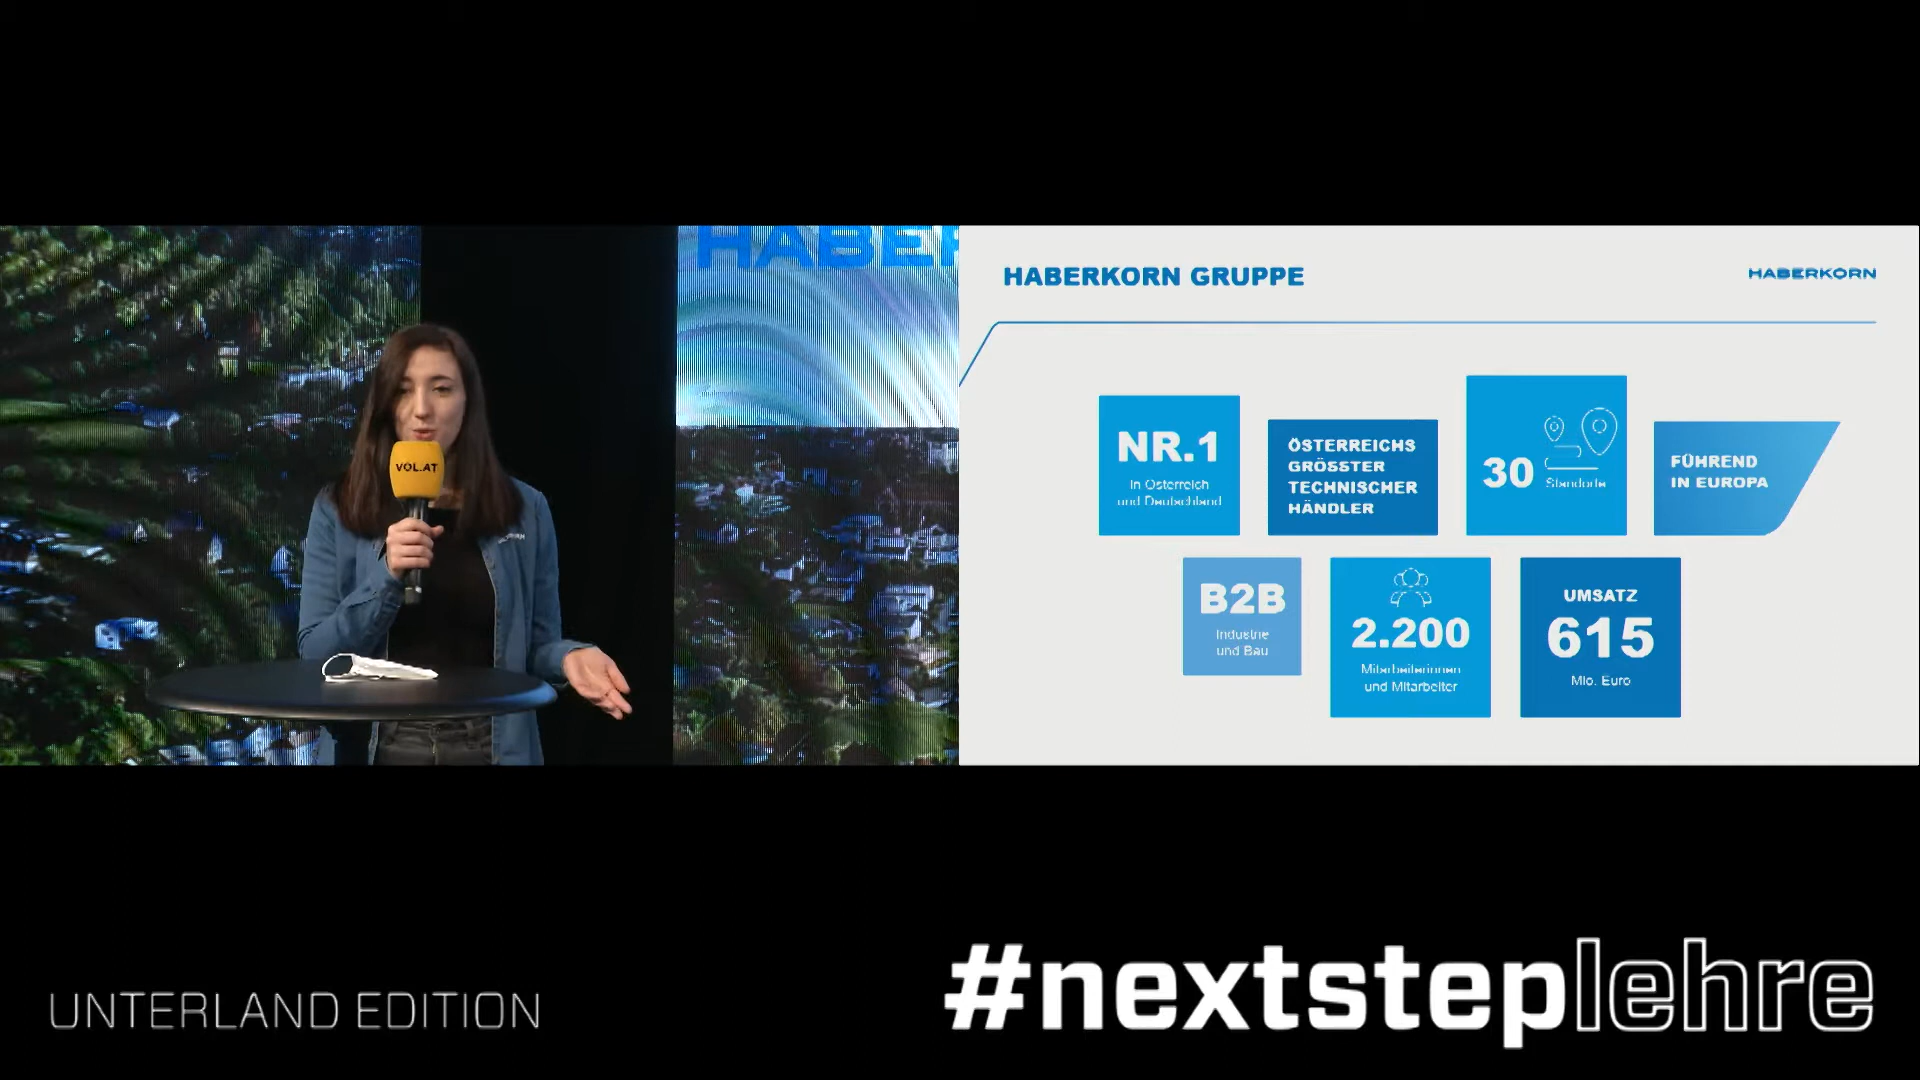 HABER
VOL.AT
HABERKORN GRUPPE
HABERKORN
NR.1
in Österreich
und Deutschland
ÖSTERREICHS
GRÖSSTER
TECHNISCHER
HÄNDLER
30
Standorte
FÜHREND
IN EUROPA
B2B
Industrie
und Bau
2.200
Mitarbeiterinnen
und Mitarbeiter
UMSATZ
615
Mio. Euro
UNTERLAND EDITION
#nextsteplehre